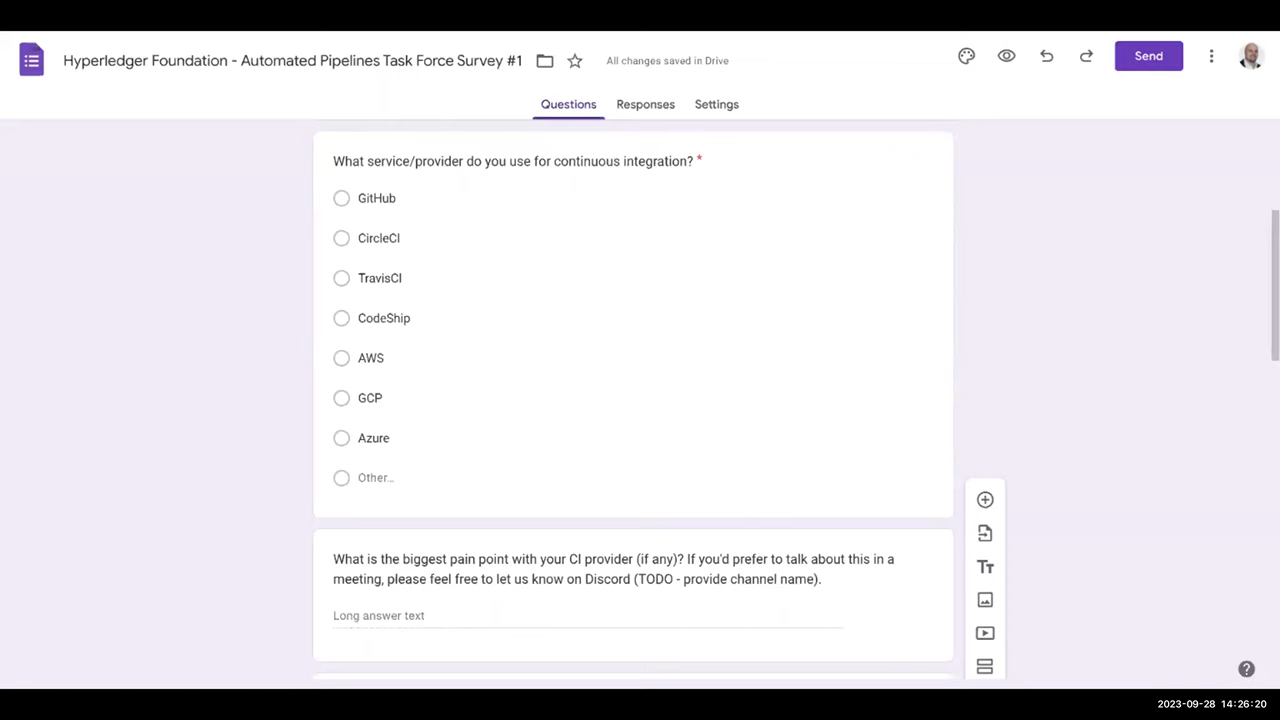 Hyperledger Foundation - Automated Pipelines Task Force Survey #1
All changes saved in Drive
Send
Questions
Responses
Settings
What service/provider do you use for continuous integration? *
GitHub
CircleCI
TravisCI
CodeShip
AWS
GCP
Azure
Other...
What is the biggest pain point with your CI provider (if any)? If you'd prefer to talk about this in a
meeting, please feel free to let us know on Discord (TODO - provide channel name).
Long answer text
2023-09-28 14:26:20